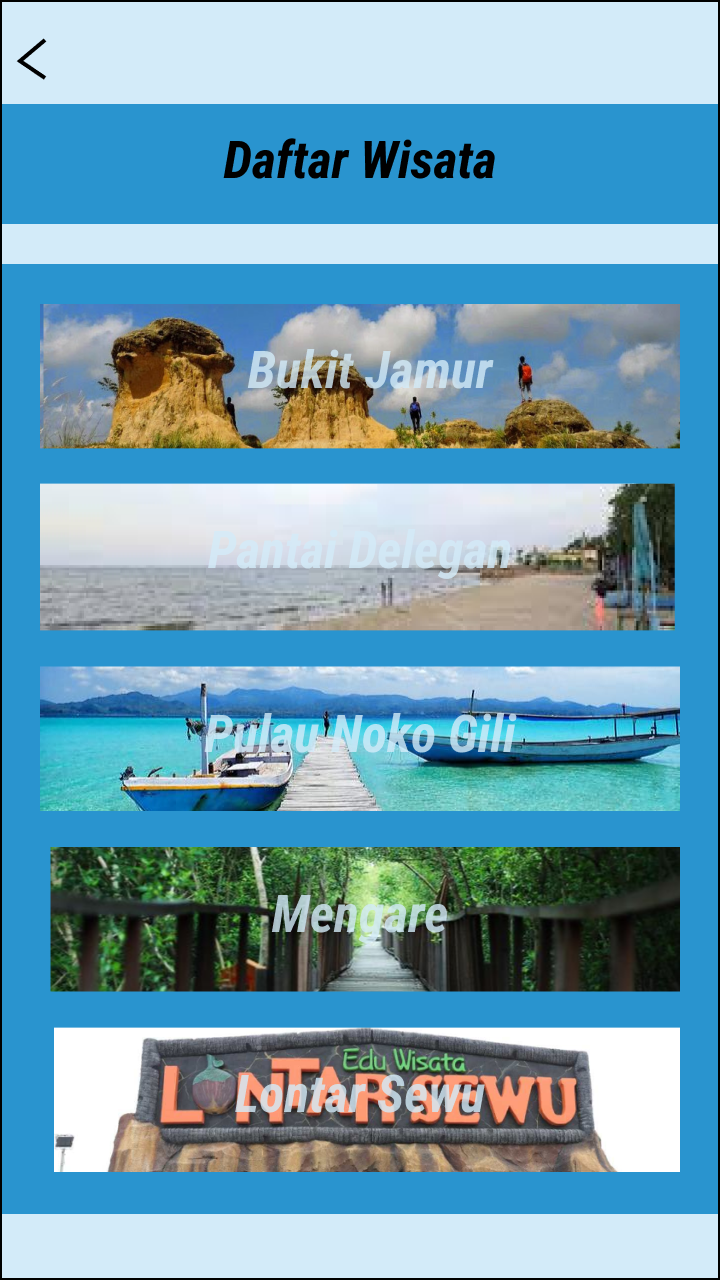 Daftar Wisata
Bukit Jamur
Pantai Delegan
Pulau Noko Gili
Mengare
Edu Wisata
LONTAR SEWU
Lontar Sewu